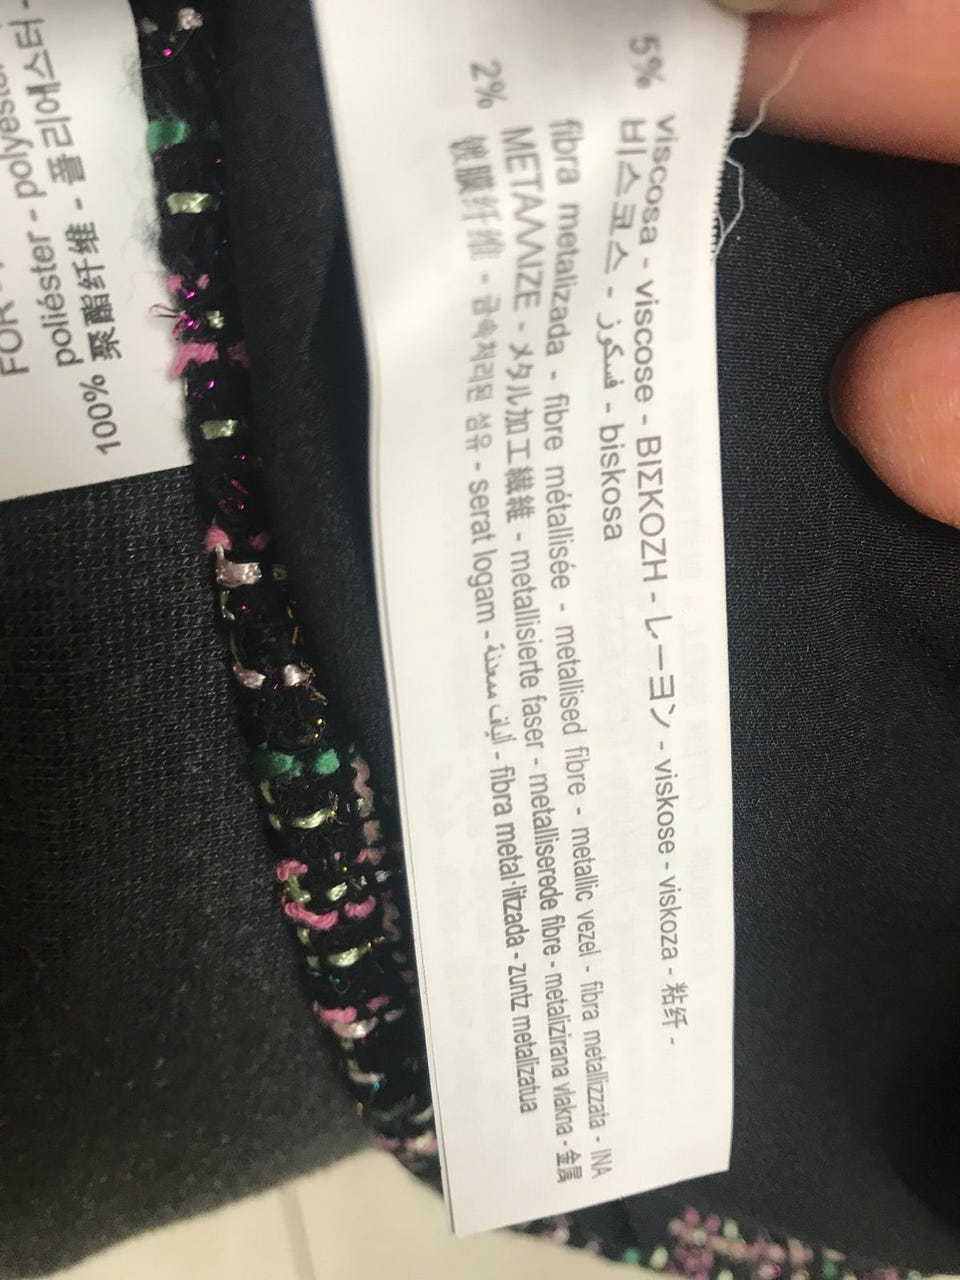 5% viscosa - viscose - ΒΙΣΚΟΖΗ - レーヨン - viskose - viskoza - 粘纤 -
비스코스 - فسكوز - biskosa
fibra metalizada - fibre métallisée - metallised fibre - metallic vezel - fibra metallizzata - ΙΝΑ
2% ΜΕΤΑΛΛΙΖΕ - メタル加工繊維 - metallisierte faser - metalliserede fibre - metalizirana vlakna - 金属
镀膜纤维 - 금속처리된 섬유 - serat logam - ألياف معدنية - fibra metal·litzada - zuntz metalizatua
FOR
poliéster - polyester
100% 聚酯纤维 - 폴리에스터 -